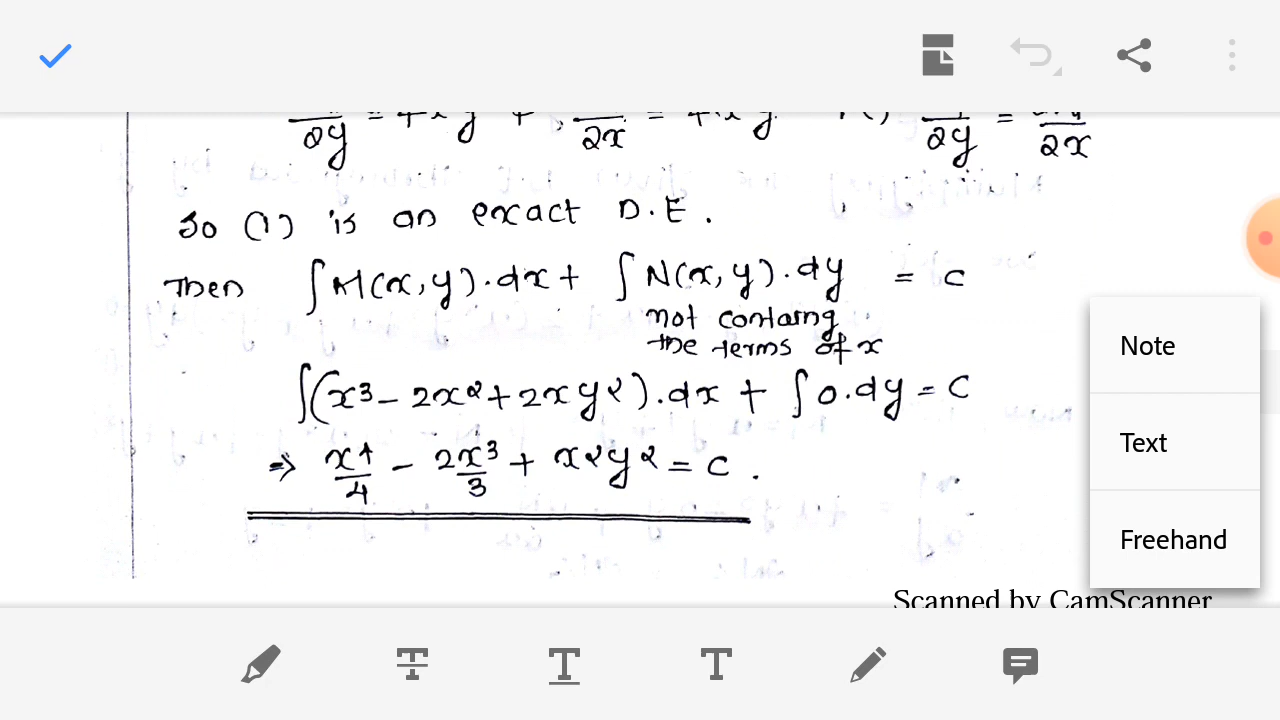 ∂y ∂x ∂y = ∂x
So (1) is an exact D.E.
Then ∫M(x,y).dx + ∫N(x,y).dy = c
not containg
the terms of x
∫(x³ - 2x² + 2xy²).dx + ∫0.dy = c
⇒ x⁴/4 - 2x³/3 + x²y² = c.
Note
Text
Freehand
Scanned by CamScanner